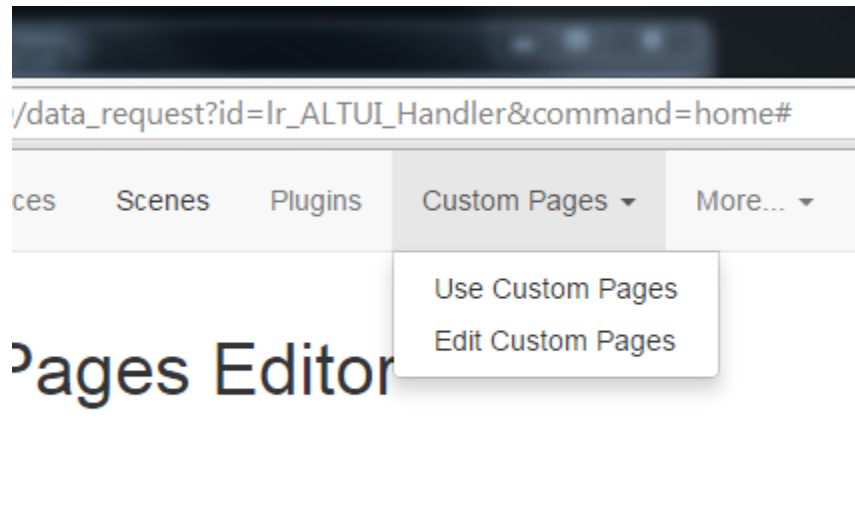 /data_request?id=lr_ALTUI_Handler&command=home#
ces Scenes Plugins Custom Pages More...
Use Custom Pages
Edit Custom Pages
Pages Editor